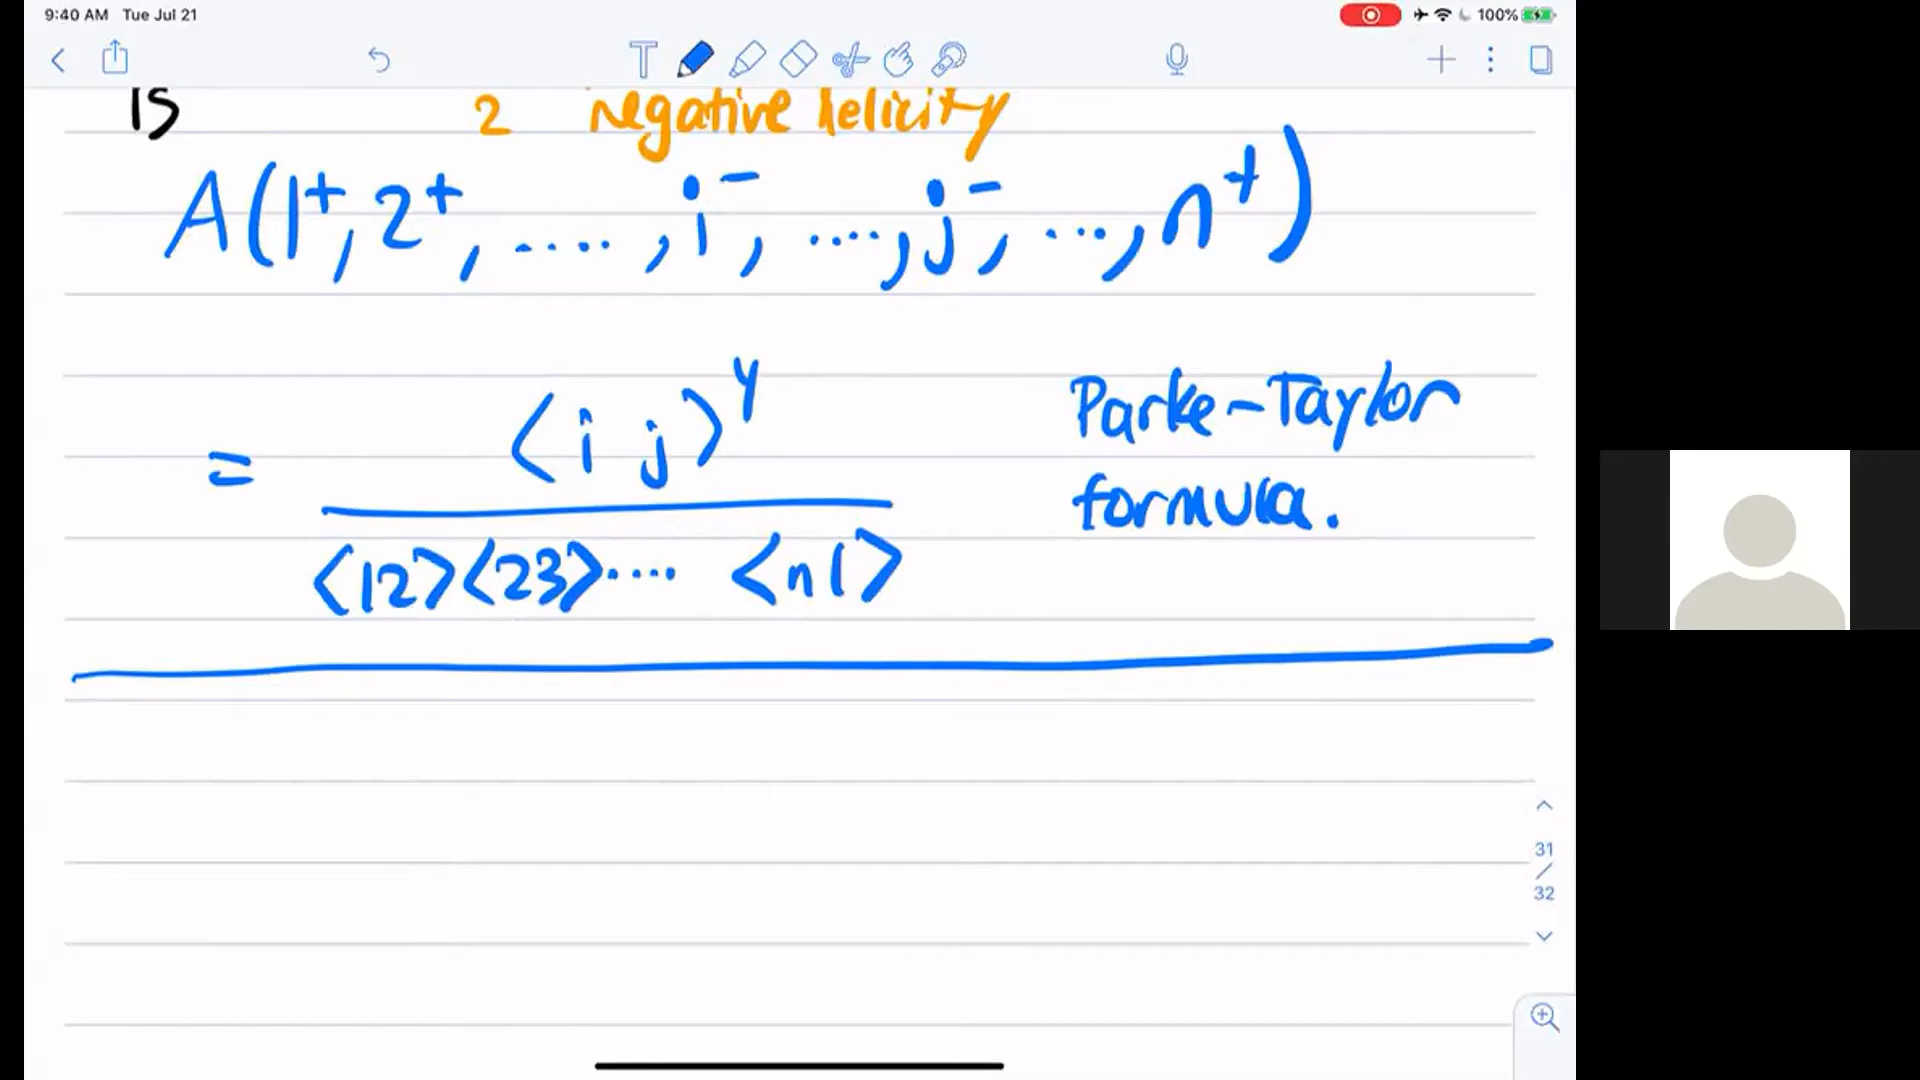 9:40 AM Tue Jul 21 100%
is 2 negative helicity
A(1⁺, 2⁺, ...., i⁻, ...., j⁻, ..., n⁺)
= ⟨i j⟩⁴ Parke-Taylor
formula.
⟨12⟩⟨23⟩.... ⟨n1⟩
31
/
32